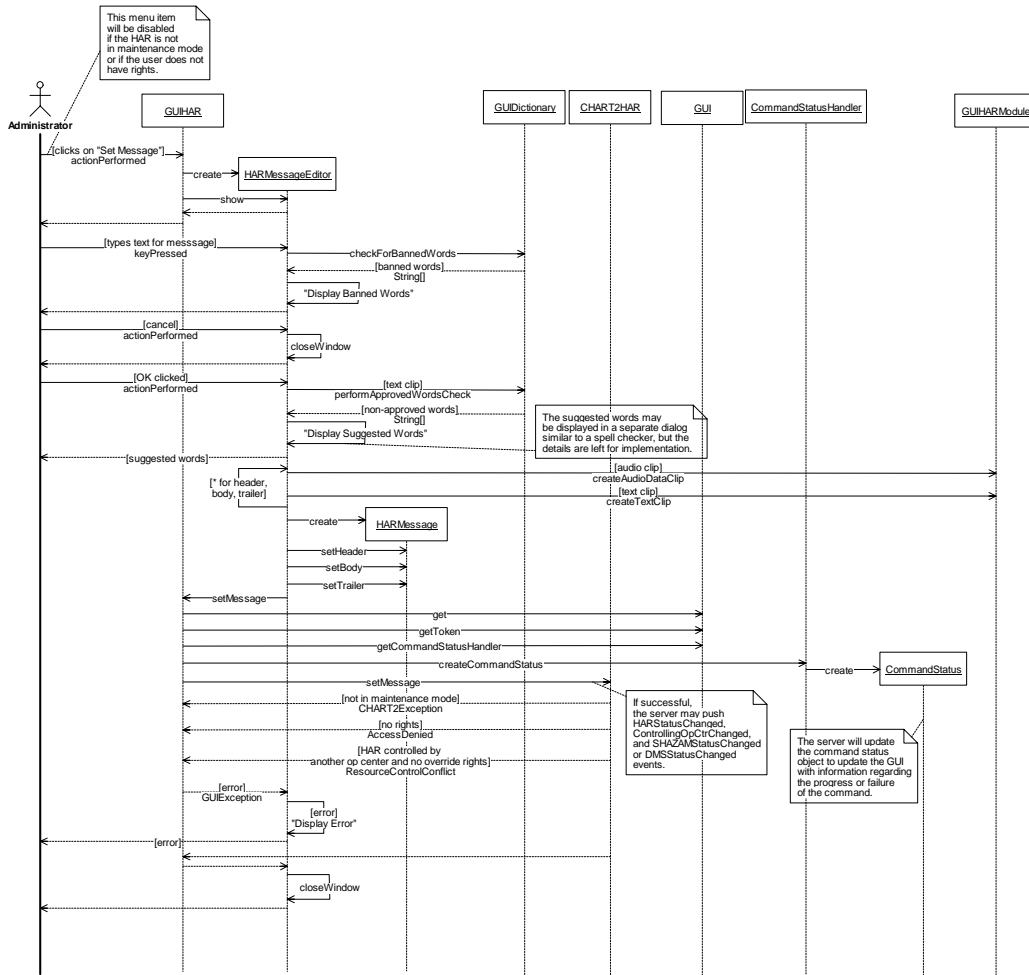 This menu item
will be disabled
if the HAR is not
in maintenance mode
or if the user does not
have rights.
Administrator
GUIHAR
GUIDictionary
CHART2HAR
GUI
CommandStatusHandler
GUIHARModule
[clicks on "Set Message"]
actionPerformed
create
HARMessageEditor
show
[types text for messsage]
keyPressed
checkForBannedWords
[banned words]
String[]
"Display Banned Words"
[cancel]
actionPerformed
closeWindow
[OK clicked]
actionPerformed
[text clip]
performApprovedWordsCheck
[non-approved words]
String[]
"Display Suggested Words"
The suggested words may
be displayed in a separate dialog
similar to a spell checker, but the
details are left for implementation.
[suggested words]
[* for header,
body, trailer]
[audio clip]
createAudioDataClip
[text clip]
createTextClip
create
HARMessage
setHeader
setBody
setTrailer
setMessage
get
getToken
getCommandStatusHandler
createCommandStatus
create
CommandStatus
setMessage
[not in maintenance mode]
CHART2Exception
[no rights]
AccessDenied
[HAR controlled by
another op center and no override rights]
ResourceControlConflict
If successful,
the server may push
HARStatusChanged,
ControllingOpCtrChanged,
and SHAZAMStatusChanged
or DMSStatusChanged
events.
The server will update
the command status
object to update the GUI
with information regarding
the progress or failure
of the command.
[error]
GUIException
[error]
"Display Error"
[error]
closeWindow